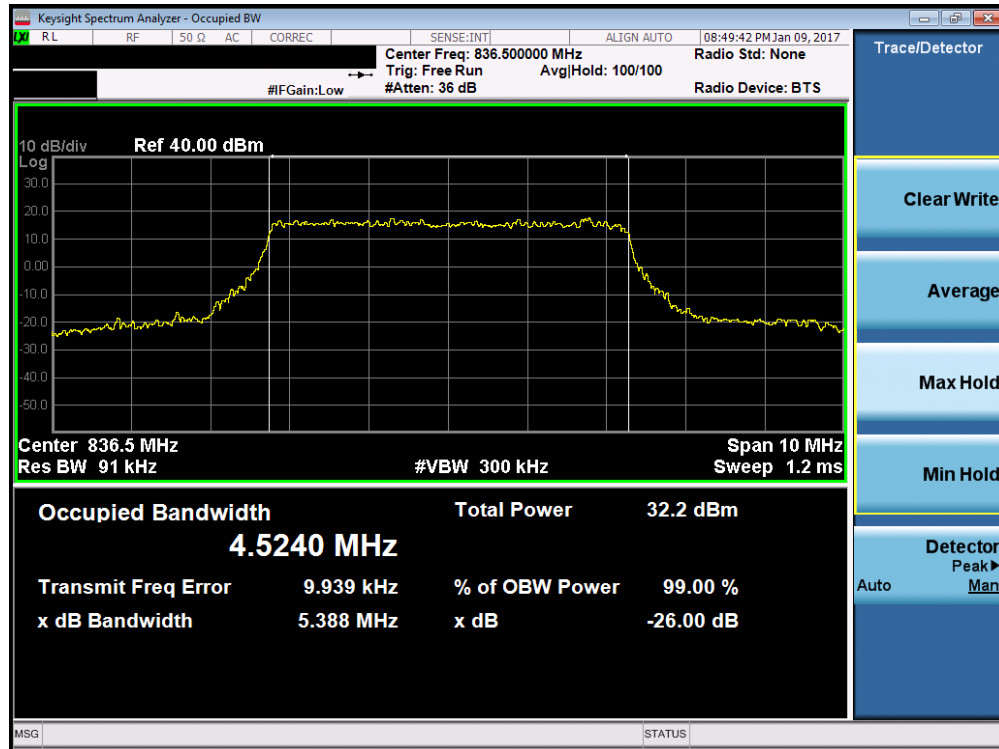 Keysight Spectrum Analyzer - Occupied BW
LXI RL RF 50 Ω AC CORREC SENSE:INT ALIGN AUTO 08:49:42 PM Jan 09, 2017
Center Freq: 836.500000 MHz Radio Std: None
Trig: Free Run Avg|Hold: 100/100
#IFGain:Low #Atten: 36 dB Radio Device: BTS
10 dB/div Ref 40.00 dBm
Log
30.0
20.0
10.0
0.00
-10.0
-20.0
-30.0
-40.0
-50.0
Center 836.5 MHz Span 10 MHz
Res BW 91 kHz #VBW 300 kHz Sweep 1.2 ms
Occupied Bandwidth Total Power 32.2 dBm
4.5240 MHz
Transmit Freq Error 9.939 kHz % of OBW Power 99.00 %
x dB Bandwidth 5.388 MHz x dB -26.00 dB
MSG STATUS
Trace/Detector
Clear Write
Average
Max Hold
Min Hold
Detector
Peak▶
Auto Man